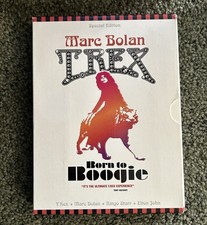 Special Edition
Marc Bolan
T.REX
Born to
Boogie
"IT'S THE ULTIMATE T.REX EXPERIENCE"
T.Rex • Marc Bolan • Ringo Starr • Elton John